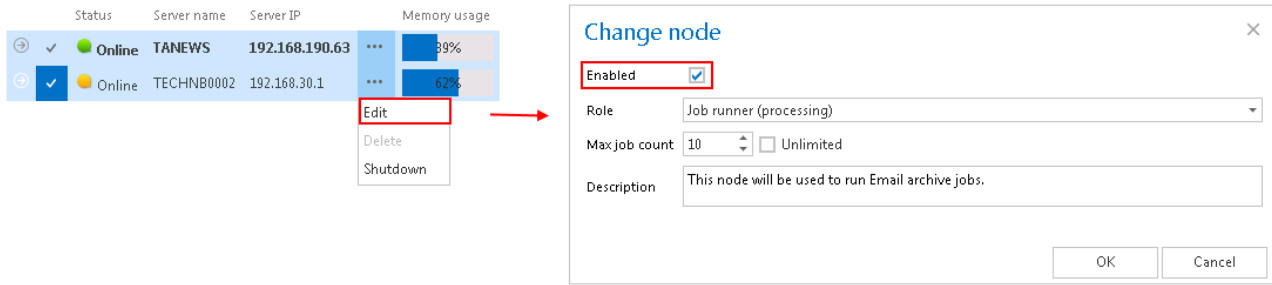 Status Server name Server IP Memory usage
Online TANEWS 192.168.190.63 ••• 39%
Online TECHNB0002 192.168.30.1 ••• 62%
Edit
Delete
Shutdown
Change node
Enabled
Role Job runner (processing)
Max job count 10 Unlimited
Description This node will be used to run Email archive jobs.
OK Cancel